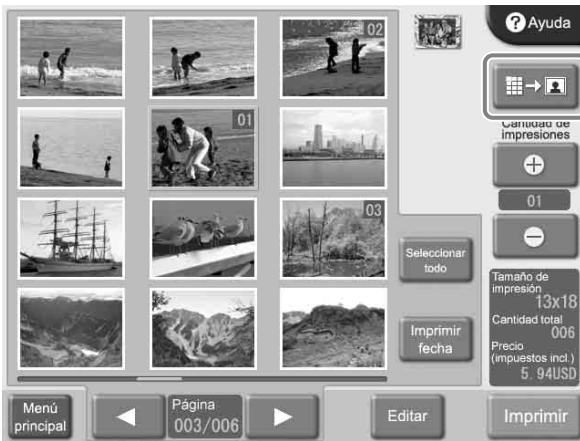 02
01
03
? Ayuda
Cantidad de
impresiones
01
Seleccionar
todo
Imprimir
fecha
Tamaño de
impresión
13x18
Cantidad total
006
Precio
(impuestos incl.)
5. 94USD
Menú
principal
Página
003/006
Editar
Imprimir